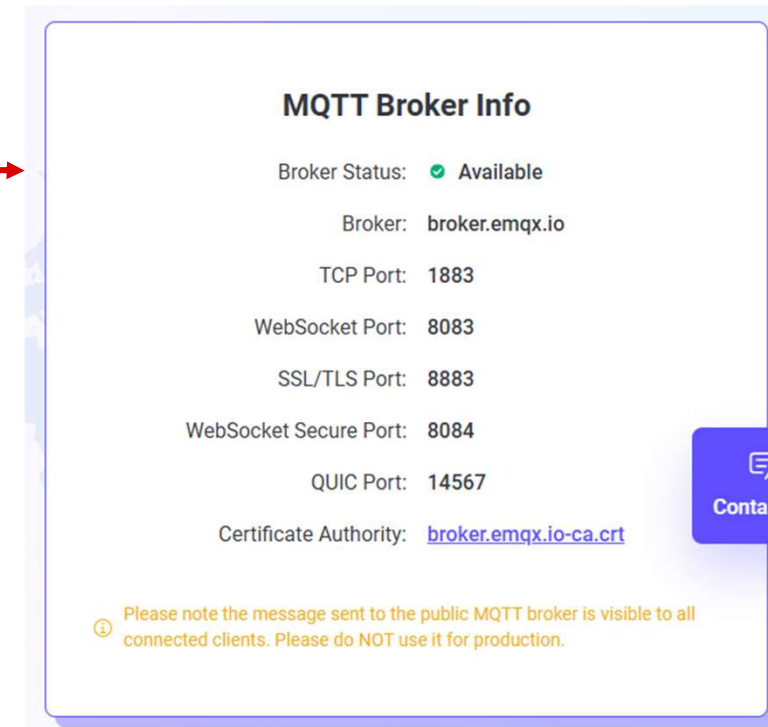 MQTT Broker Info
Broker Status: Available
Broker: broker.emqx.io
TCP Port: 1883
WebSocket Port: 8083
SSL/TLS Port: 8883
WebSocket Secure Port: 8084
QUIC Port: 14567
Conta
Certificate Authority: broker.emqx.io-ca.crt
Please note the message sent to the public MQTT broker is visible to all
connected clients. Please do NOT use it for production.